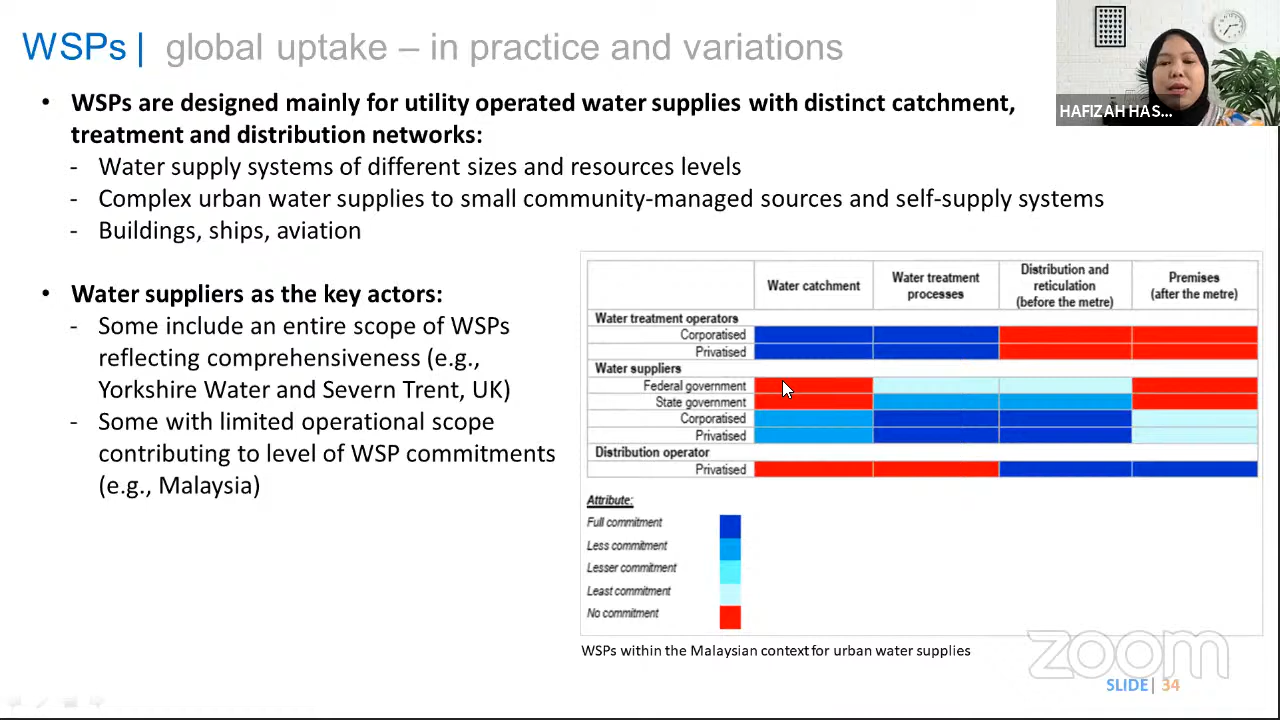 WSPs | global uptake – in practice and variations
HAFIZAH HAS...
• WSPs are designed mainly for utility operated water supplies with distinct catchment,
treatment and distribution networks:
- Water supply systems of different sizes and resources levels
- Complex urban water supplies to small community-managed sources and self-supply systems
- Buildings, ships, aviation
• Water suppliers as the key actors:
- Some include an entire scope of WSPs
reflecting comprehensiveness (e.g.,
Yorkshire Water and Severn Trent, UK)
- Some with limited operational scope
contributing to level of WSP commitments
(e.g., Malaysia)
Water catchment
Water treatment
processes
Distribution and
reticulation
(before the metre)
Premises
(after the metre)
Water treatment operators
Corporatised
Privatised
Water suppliers
Federal government
State government
Corporatised
Privatised
Distribution operator
Privatised
Attribute:
Full commitment
Less commitment
Lesser commitment
Least commitment
No commitment
WSPs within the Malaysian context for urban water supplies
zoom
SLIDE| 34